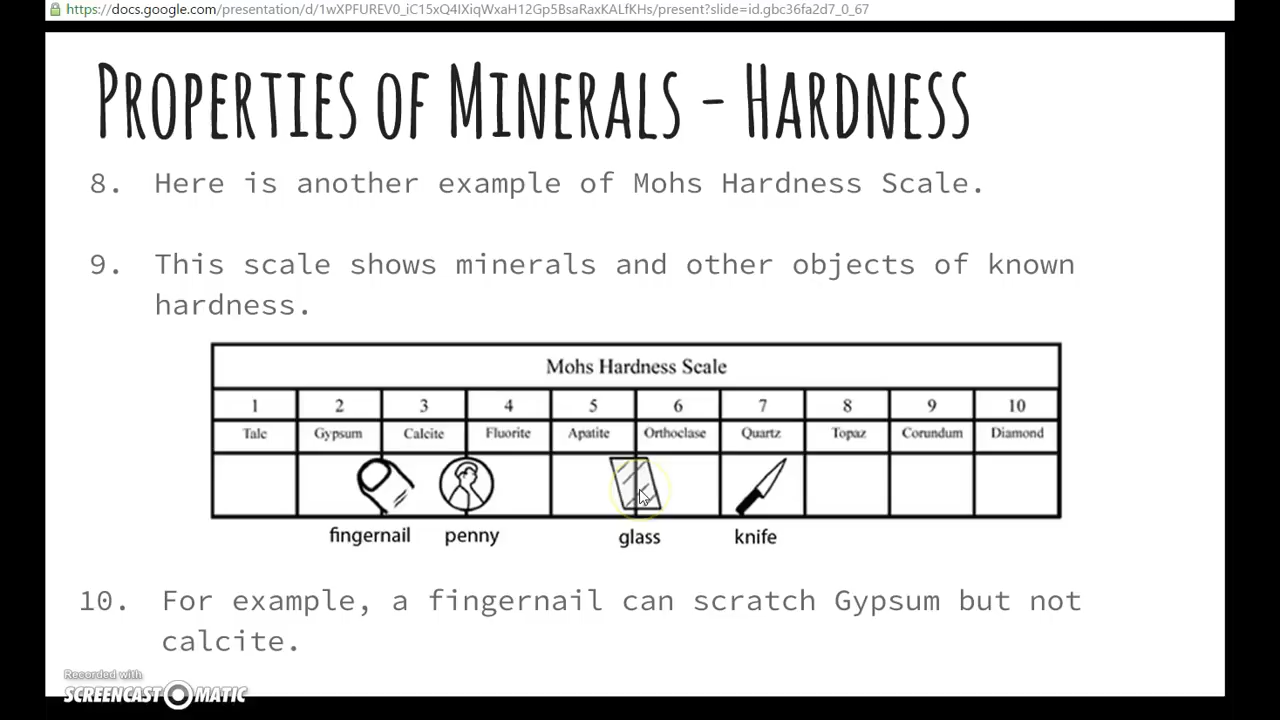 https://docs.google.com/presentation/d/1wXPFUREV0_iC15xQ4IXiqWxaH12Gp5BsaRaxKALfKHs/present?slide=id.gbc36fa2d7_0_67
PROPERTIES OF MINERALS - HARDNESS
8. Here is another example of Mohs Hardness Scale.
9. This scale shows minerals and other objects of known
hardness.
Mohs Hardness Scale
1 2 3 4 5 6 7 8 9 10
Talc Gypsum Calcite Fluorite Apatite Orthoclase Quartz Topaz Corundum Diamond
fingernail penny glass knife
10. For example, a fingernail can scratch Gypsum but not
calcite.
Recorded with
SCREENCAST-O-MATIC